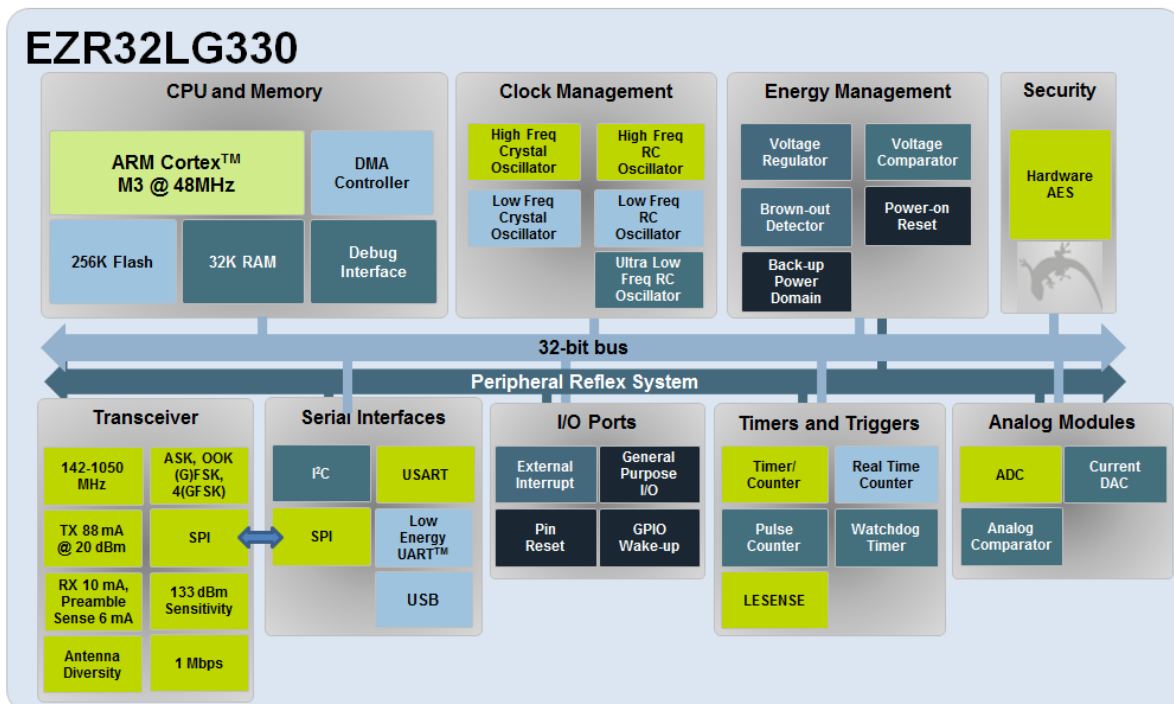 EZR32LG330
CPU and Memory
ARM Cortex™
M3 @ 48MHz
DMA
Controller
256K Flash
32K RAM
Debug
Interface
Clock Management
High Freq
Crystal
Oscillator
High Freq
RC
Oscillator
Low Freq
Crystal
Oscillator
Low Freq
RC
Oscillator
Ultra Low
Freq RC
Oscillator
Energy Management
Voltage
Regulator
Voltage
Comparator
Brown-out
Detector
Power-on
Reset
Back-up
Power
Domain
Security
Hardware
AES
32-bit bus
Peripheral Reflex System
Transceiver
142-1050
MHz
ASK, OOK
(G)FSK,
4(GFSK)
TX 88 mA
@ 20 dBm
SPI
RX 10 mA,
Preamble
Sense 6 mA
133 dBm
Sensitivity
Antenna
Diversity
1 Mbps
Serial Interfaces
I²C
USART
SPI
Low
Energy
UART™
USB
I/O Ports
External
Interrupt
General
Purpose
I/O
Pin
Reset
GPIO
Wake-up
Timers and Triggers
Timer/
Counter
Real Time
Counter
Pulse
Counter
Watchdog
Timer
LESENSE
Analog Modules
ADC
Current
DAC
Analog
Comparator